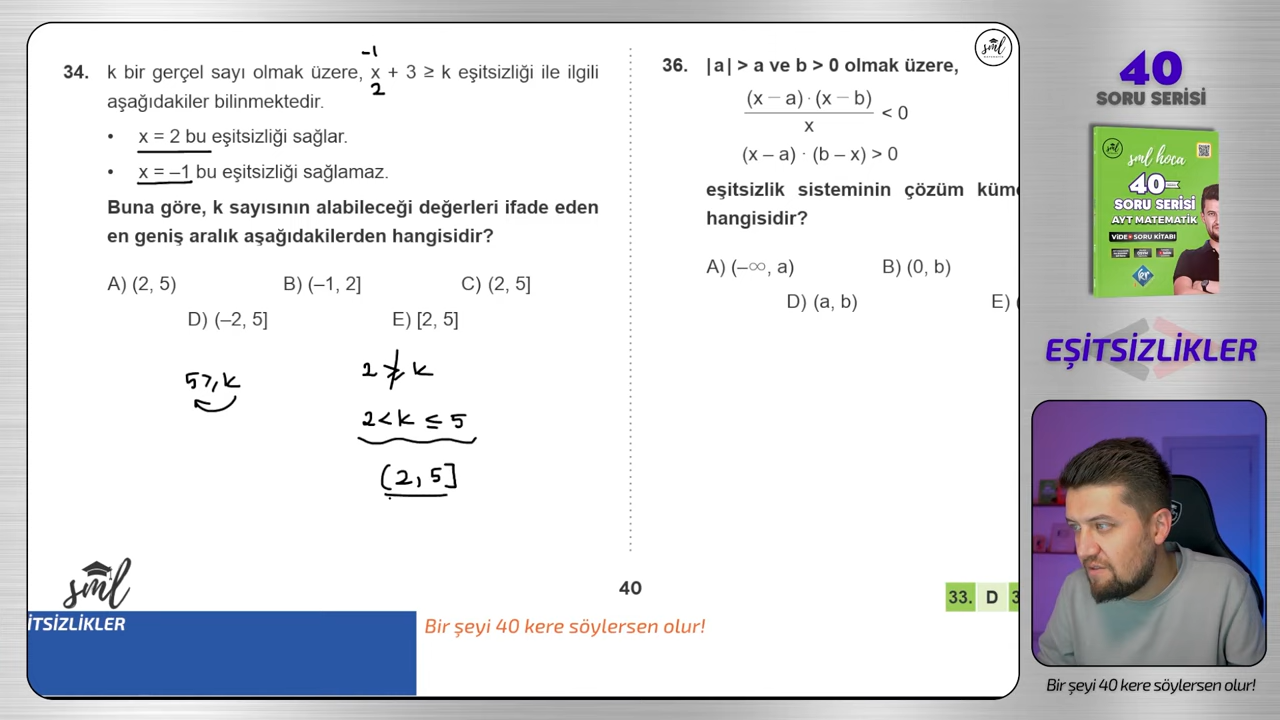 34. k bir gerçel sayı olmak üzere, x + 3 ≥ k eşitsizliği ile ilgili
-1
2
aşağıdakiler bilinmektedir.
• x = 2 bu eşitsizliği sağlar.
• x = –1 bu eşitsizliği sağlamaz.
Buna göre, k sayısının alabileceği değerleri ifade eden
en geniş aralık aşağıdakilerden hangisidir?
A) (2, 5) B) (–1, 2] C) (2, 5]
D) (–2, 5] E) [2, 5]
5 ≥ k
2 ≱ k
2 < k ≤ 5
(2, 5]
sml
İTSİZLİKLER
36. |a| > a ve b > 0 olmak üzere,
(x – a) · (x – b)
x
< 0
(x – a) · (b – x) > 0
eşitsizlik sisteminin çözüm küme
hangisidir?
A) (–∞, a) B) (0, b)
D) (a, b) E) (
40
33. D 3
Bir şeyi 40 kere söylersen olur!
sml
40
SORU SERİSİ
sml hoca
40
SORU SERİSİ
AYT MATEMATİK
VİDEO SORU KİTABI
EŞİTSİZLİKLER
Bir şeyi 40 kere söylersen olur!